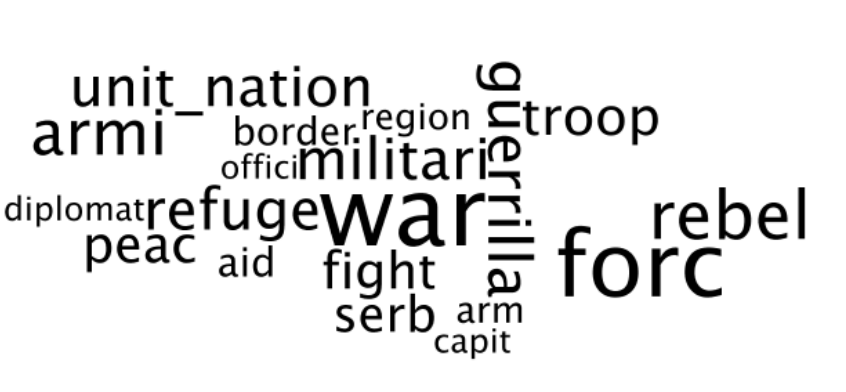 unit_nation
guerrilla
troop
armi
border
region
offici
militari
diplomat
refuge
war
rebel
peac
aid
fight
forc
serb
arm
capit